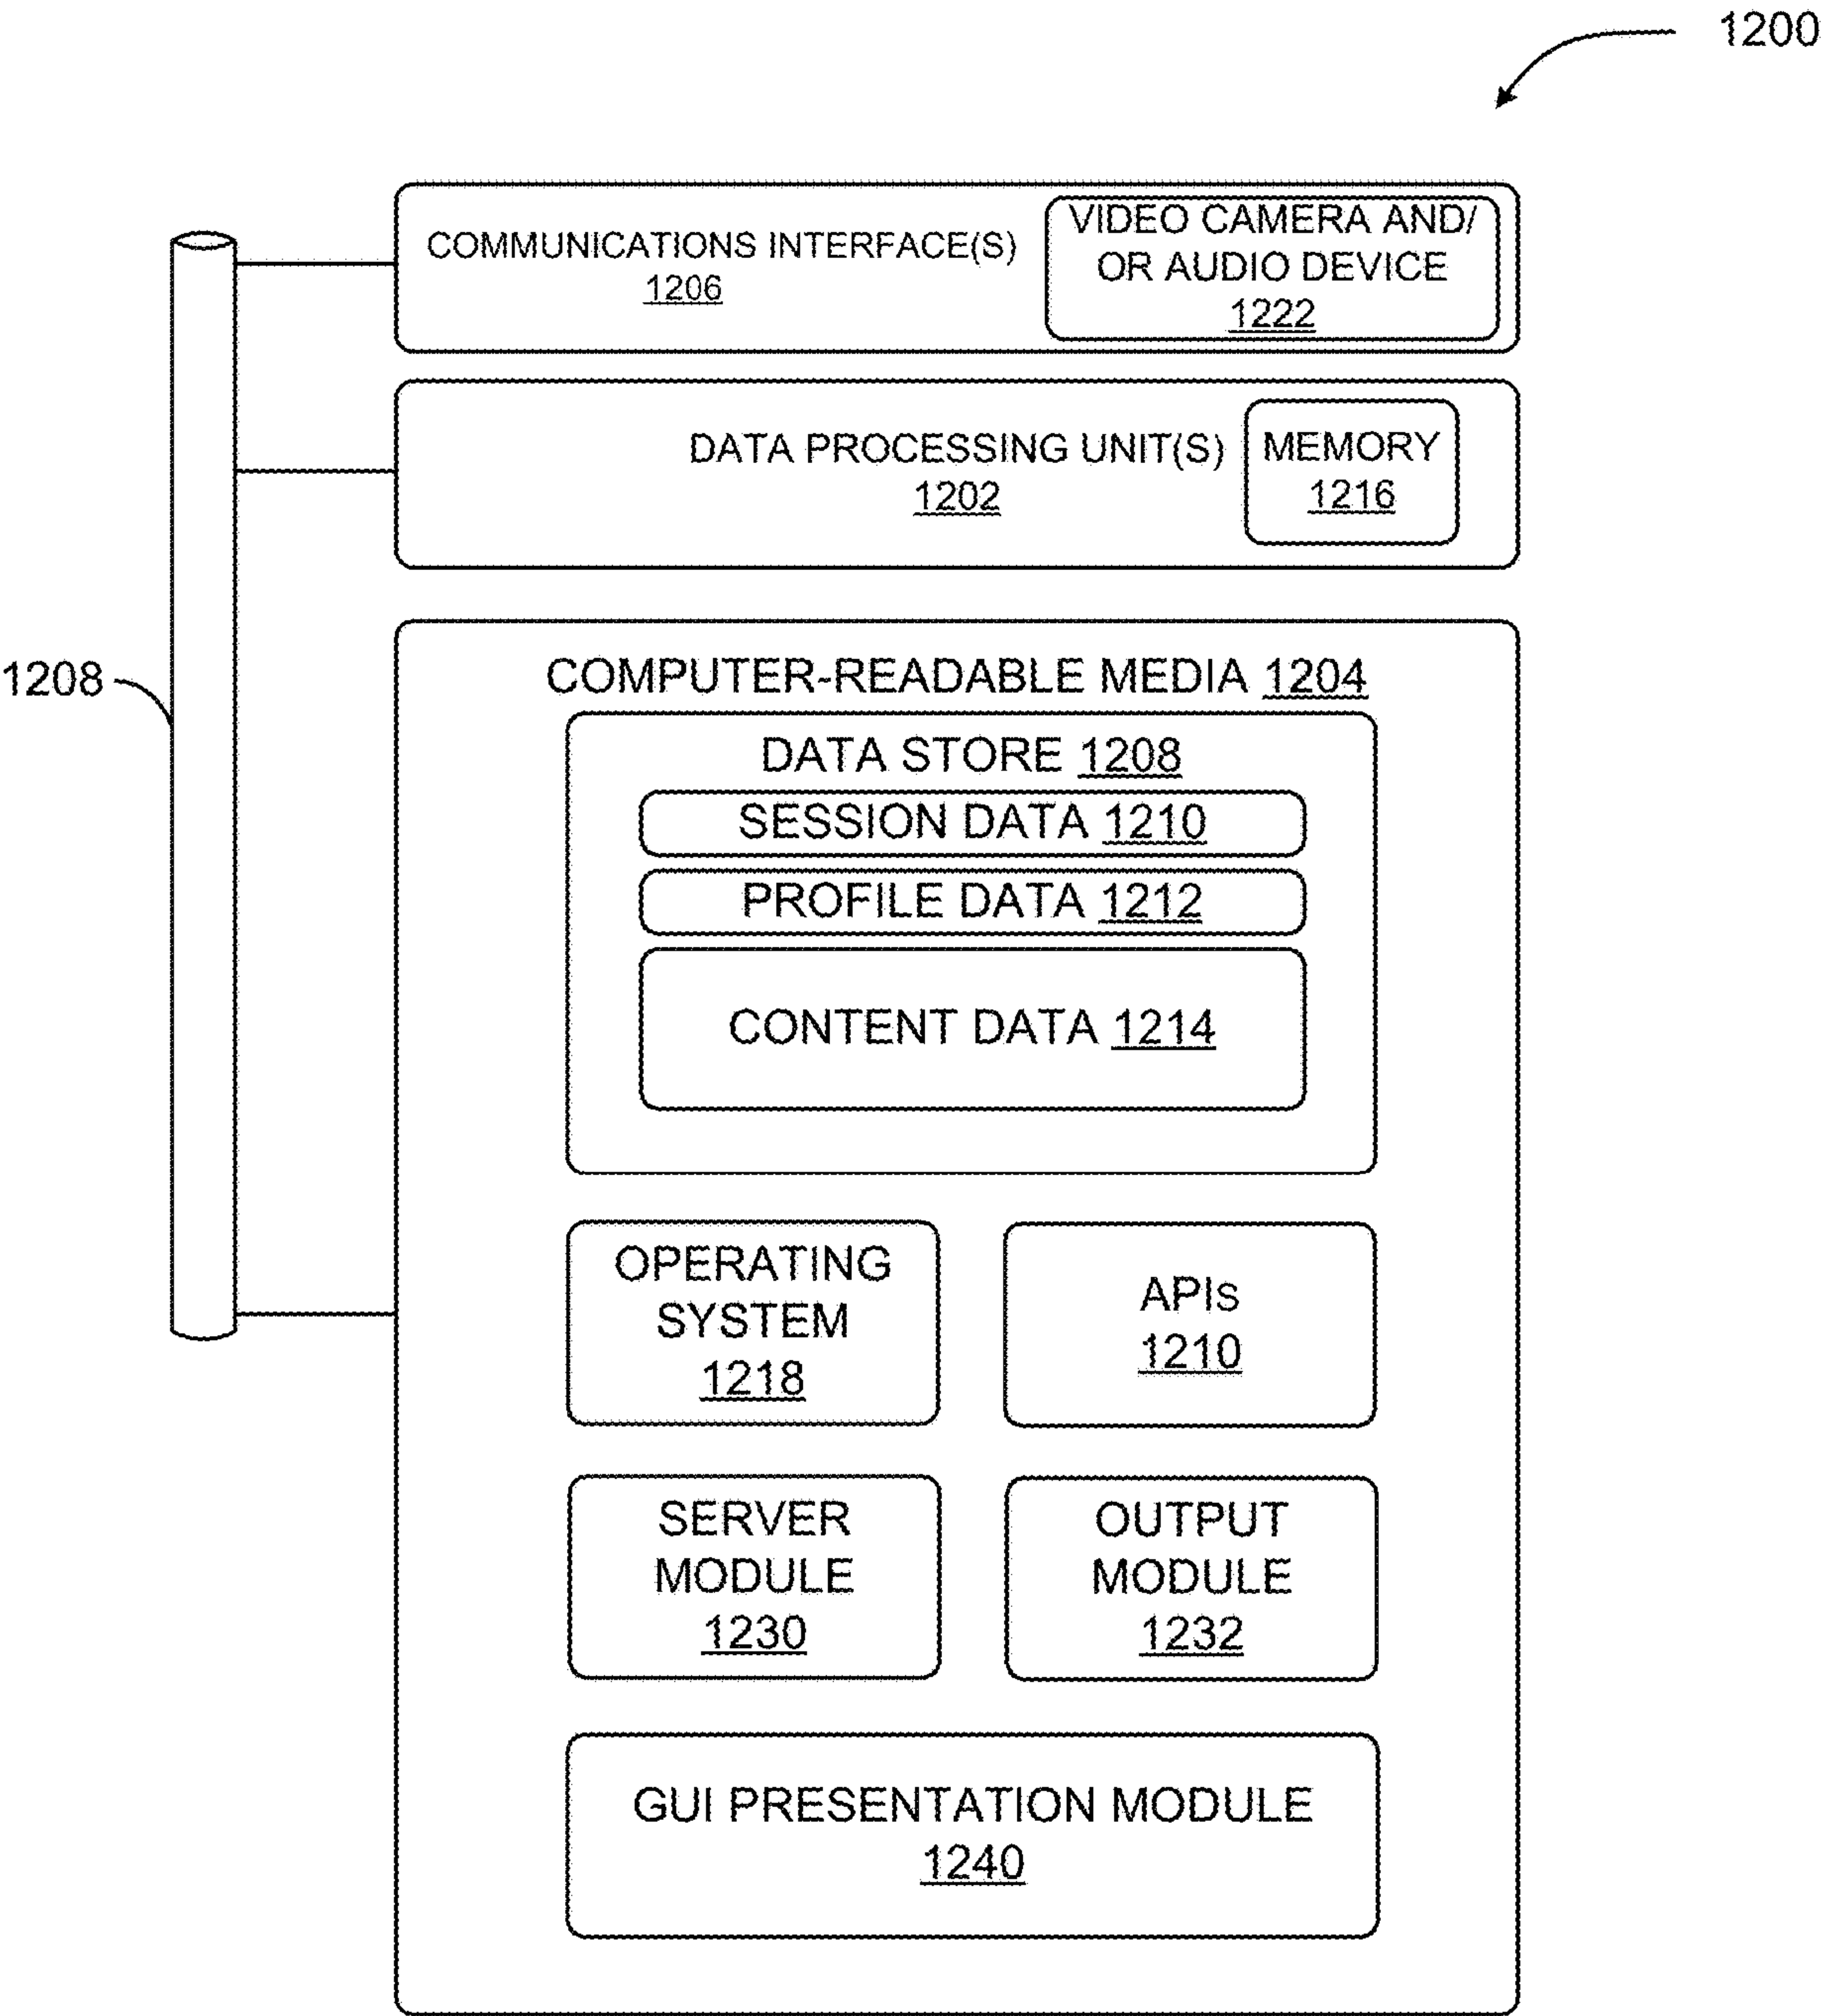 1200
COMMUNICATIONS INTERFACE(S)
1206
VIDEO CAMERA AND/
OR AUDIO DEVICE
1222
DATA PROCESSING UNIT(S)
1202
MEMORY
1216
1208
COMPUTER-READABLE MEDIA 1204
DATA STORE 1208
SESSION DATA 1210
PROFILE DATA 1212
CONTENT DATA 1214
OPERATING
SYSTEM
1218
APIs
1210
SERVER
MODULE
1230
OUTPUT
MODULE
1232
GUI PRESENTATION MODULE
1240